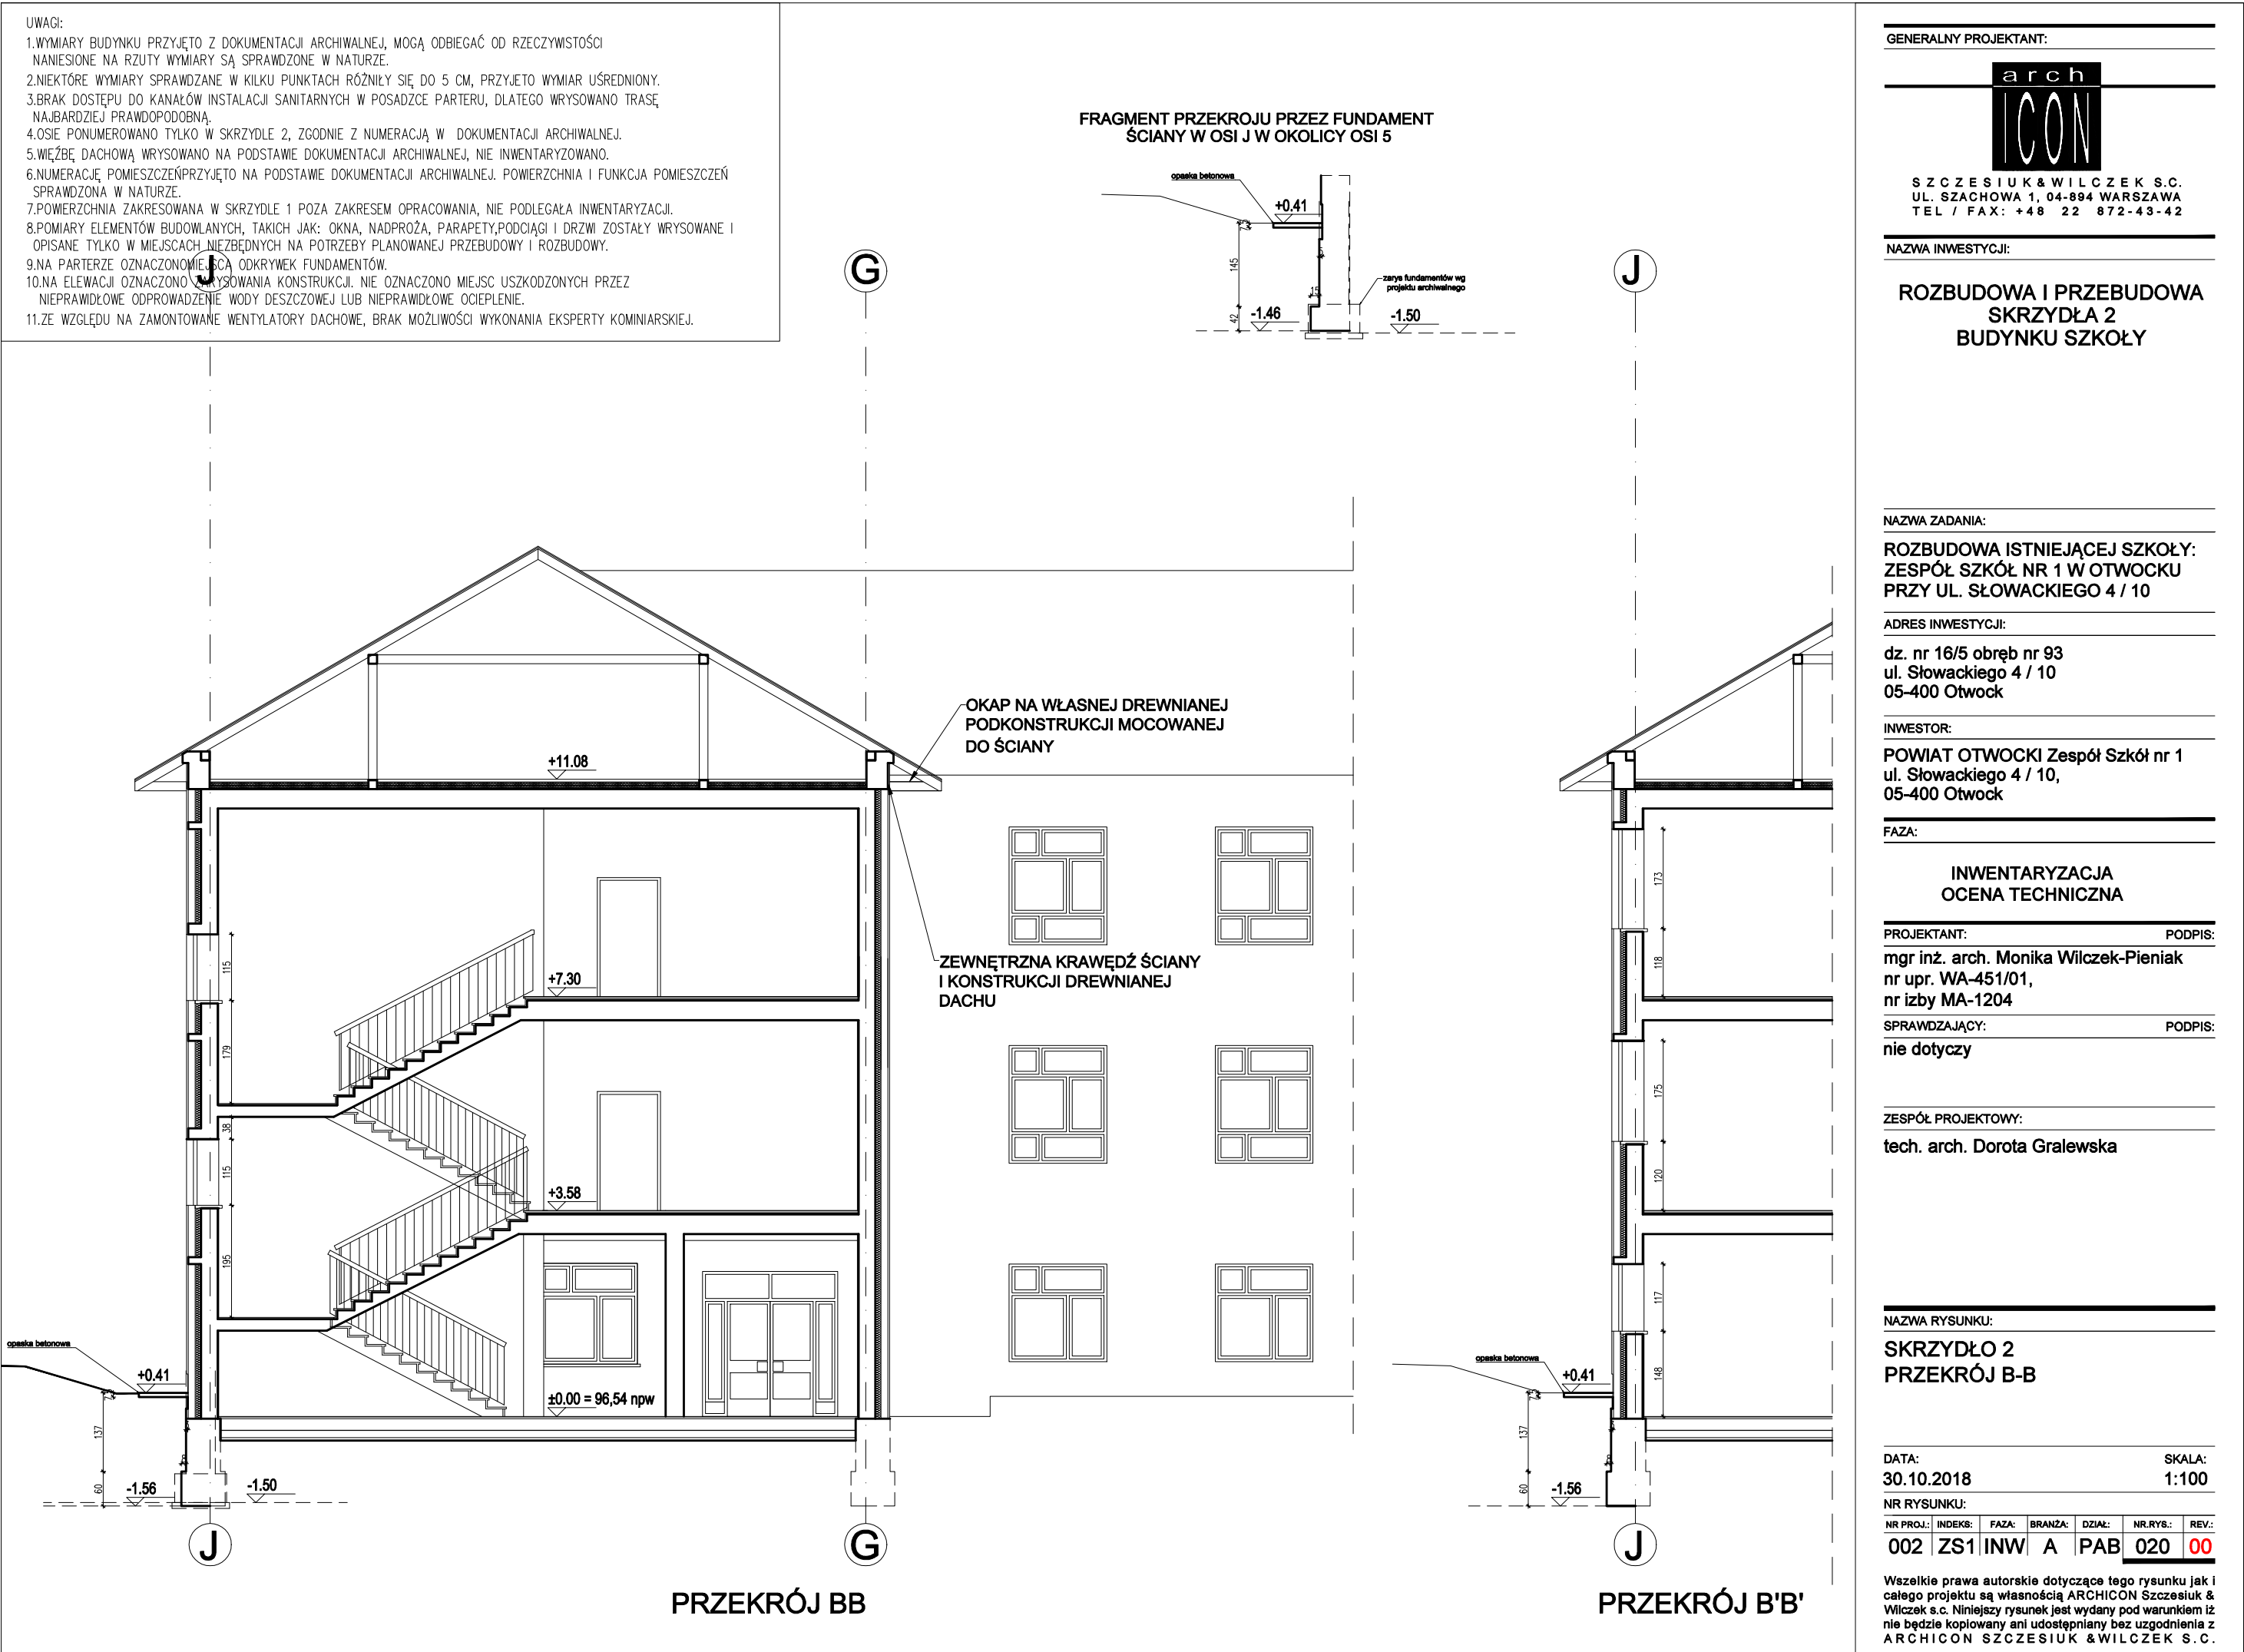 UWAGI:
1.WYMIARY BUDYNKU PRZYJĘTO Z DOKUMENTACJI ARCHIWALNEJ, MOGĄ ODBIEGAĆ OD RZECZYWISTOŚCI
NANIESIONE NA RZUTY WYMIARY SĄ SPRAWDZONE W NATURZE.
2.NIEKTÓRE WYMIARY SPRAWDZANE W KILKU PUNKTACH RÓŻNIŁY SIĘ DO 5 CM, PRZYJETO WYMIAR UŚREDNIONY.
3.BRAK DOSTĘPU DO KANAŁÓW INSTALACJI SANITARNYCH W POSADZCE PARTERU, DLATEGO WRYSOWANO TRASĘ
NAJBARDZIEJ PRAWDOPODOBNĄ.
4.OSIE PONUMEROWANO TYLKO W SKRZYDLE 2, ZGODNIE Z NUMERACJĄ W DOKUMENTACJI ARCHIWALNEJ.
5.WIĘŹBĘ DACHOWĄ WRYSOWANO NA PODSTAWIE DOKUMENTACJI ARCHIWALNEJ, NIE INWENTARYZOWANO.
6.NUMERACJĘ POMIESZCZEŃPRZYJĘTO NA PODSTAWIE DOKUMENTACJI ARCHIWALNEJ. POWIERZCHNIA I FUNKCJA POMIESZCZEŃ
SPRAWDZONA W NATURZE.
7.POWIERZCHNIA ZAKRESOWANA W SKRZYDLE 1 POZA ZAKRESEM OPRACOWANIA, NIE PODLEGAŁA INWENTARYZACJI.
8.POMIARY ELEMENTÓW BUDOWLANYCH, TAKICH JAK: OKNA, NADPROŻA, PARAPETY,PODCIĄGI I DRZWI ZOSTAŁY WRYSOWANE I
OPISANE TYLKO W MIEJSCACH NIEZBĘDNYCH NA POTRZEBY PLANOWANEJ PRZEBUDOWY I ROZBUDOWY.
9.NA PARTERZE OZNACZONOMIEJSCA ODKRYWEK FUNDAMENTÓW.
10.NA ELEWACJI OZNACZONO ZARYSOWANIA KONSTRUKCJI. NIE OZNACZONO MIEJSC USZKODZONYCH PRZEZ
NIEPRAWIDŁOWE ODPROWADZENIE WODY DESZCZOWEJ LUB NIEPRAWIDŁOWE OCIEPLENIE.
11.ZE WZGLĘDU NA ZAMONTOWANE WENTYLATORY DACHOWE, BRAK MOŻLIWOŚCI WYKONANIA EKSPERTY KOMINIARSKIEJ.
J
G
J
FRAGMENT PRZEKROJU PRZEZ FUNDAMENT
ŚCIANY W OSI J W OKOLICY OSI 5
opaska betonowa
+0.41
145
15
42
zarys fundamentów wg
projektu archiwalnego
-1.46
-1.50
OKAP NA WŁASNEJ DREWNIANEJ
PODKONSTRUKCJI MOCOWANEJ
DO ŚCIANY
+11.08
ZEWNĘTRZNA KRAWĘDŹ ŚCIANY
I KONSTRUKCJI DREWNIANEJ
DACHU
+7.30
115
179
38
115
195
+3.58
opaska betonowa
+0.41
±0.00 = 96,54 npw
137
60
-1.56
-1.50
J
G
PRZEKRÓJ BB
173
118
175
120
117
148
opaska betonowa
+0.41
137
60
-1.56
J
PRZEKRÓJ B'B'
GENERALNY PROJEKTANT:
arch
ICON
SZCZESIUK&WILCZEK S.C.
UL. SZACHOWA 1, 04-894 WARSZAWA
TEL / FAX: +48 22 872-43-42
NAZWA INWESTYCJI:
ROZBUDOWA I PRZEBUDOWA
SKRZYDŁA 2
BUDYNKU SZKOŁY
NAZWA ZADANIA:
ROZBUDOWA ISTNIEJĄCEJ SZKOŁY:
ZESPÓŁ SZKÓŁ NR 1 W OTWOCKU
PRZY UL. SŁOWACKIEGO 4 / 10
ADRES INWESTYCJI:
dz. nr 16/5 obręb nr 93
ul. Słowackiego 4 / 10
05-400 Otwock
INWESTOR:
POWIAT OTWOCKI Zespół Szkół nr 1
ul. Słowackiego 4 / 10,
05-400 Otwock
FAZA:
INWENTARYZACJA
OCENA TECHNICZNA
PROJEKTANT: PODPIS:
mgr inż. arch. Monika Wilczek-Pieniak
nr upr. WA-451/01,
nr izby MA-1204
SPRAWDZAJĄCY: PODPIS:
nie dotyczy
ZESPÓŁ PROJEKTOWY:
tech. arch. Dorota Gralewska
NAZWA RYSUNKU:
SKRZYDŁO 2
PRZEKRÓJ B-B
DATA: SKALA:
30.10.2018 1:100
NR RYSUNKU:
NR PROJ.: INDEKS: FAZA: BRANŻA: DZIAŁ: NR.RYS.: REV.:
002 ZS1 INW A PAB 020 00
Wszelkie prawa autorskie dotyczące tego rysunku jak i
całego projektu są własnością ARCHICON Szczesiuk &
Wilczek s.c. Niniejszy rysunek jest wydany pod warunkiem iż
nie będzie kopiowany ani udostępniany bez uzgodnienia z
ARCHICON SZCZESIUK &WILCZEK S.C.